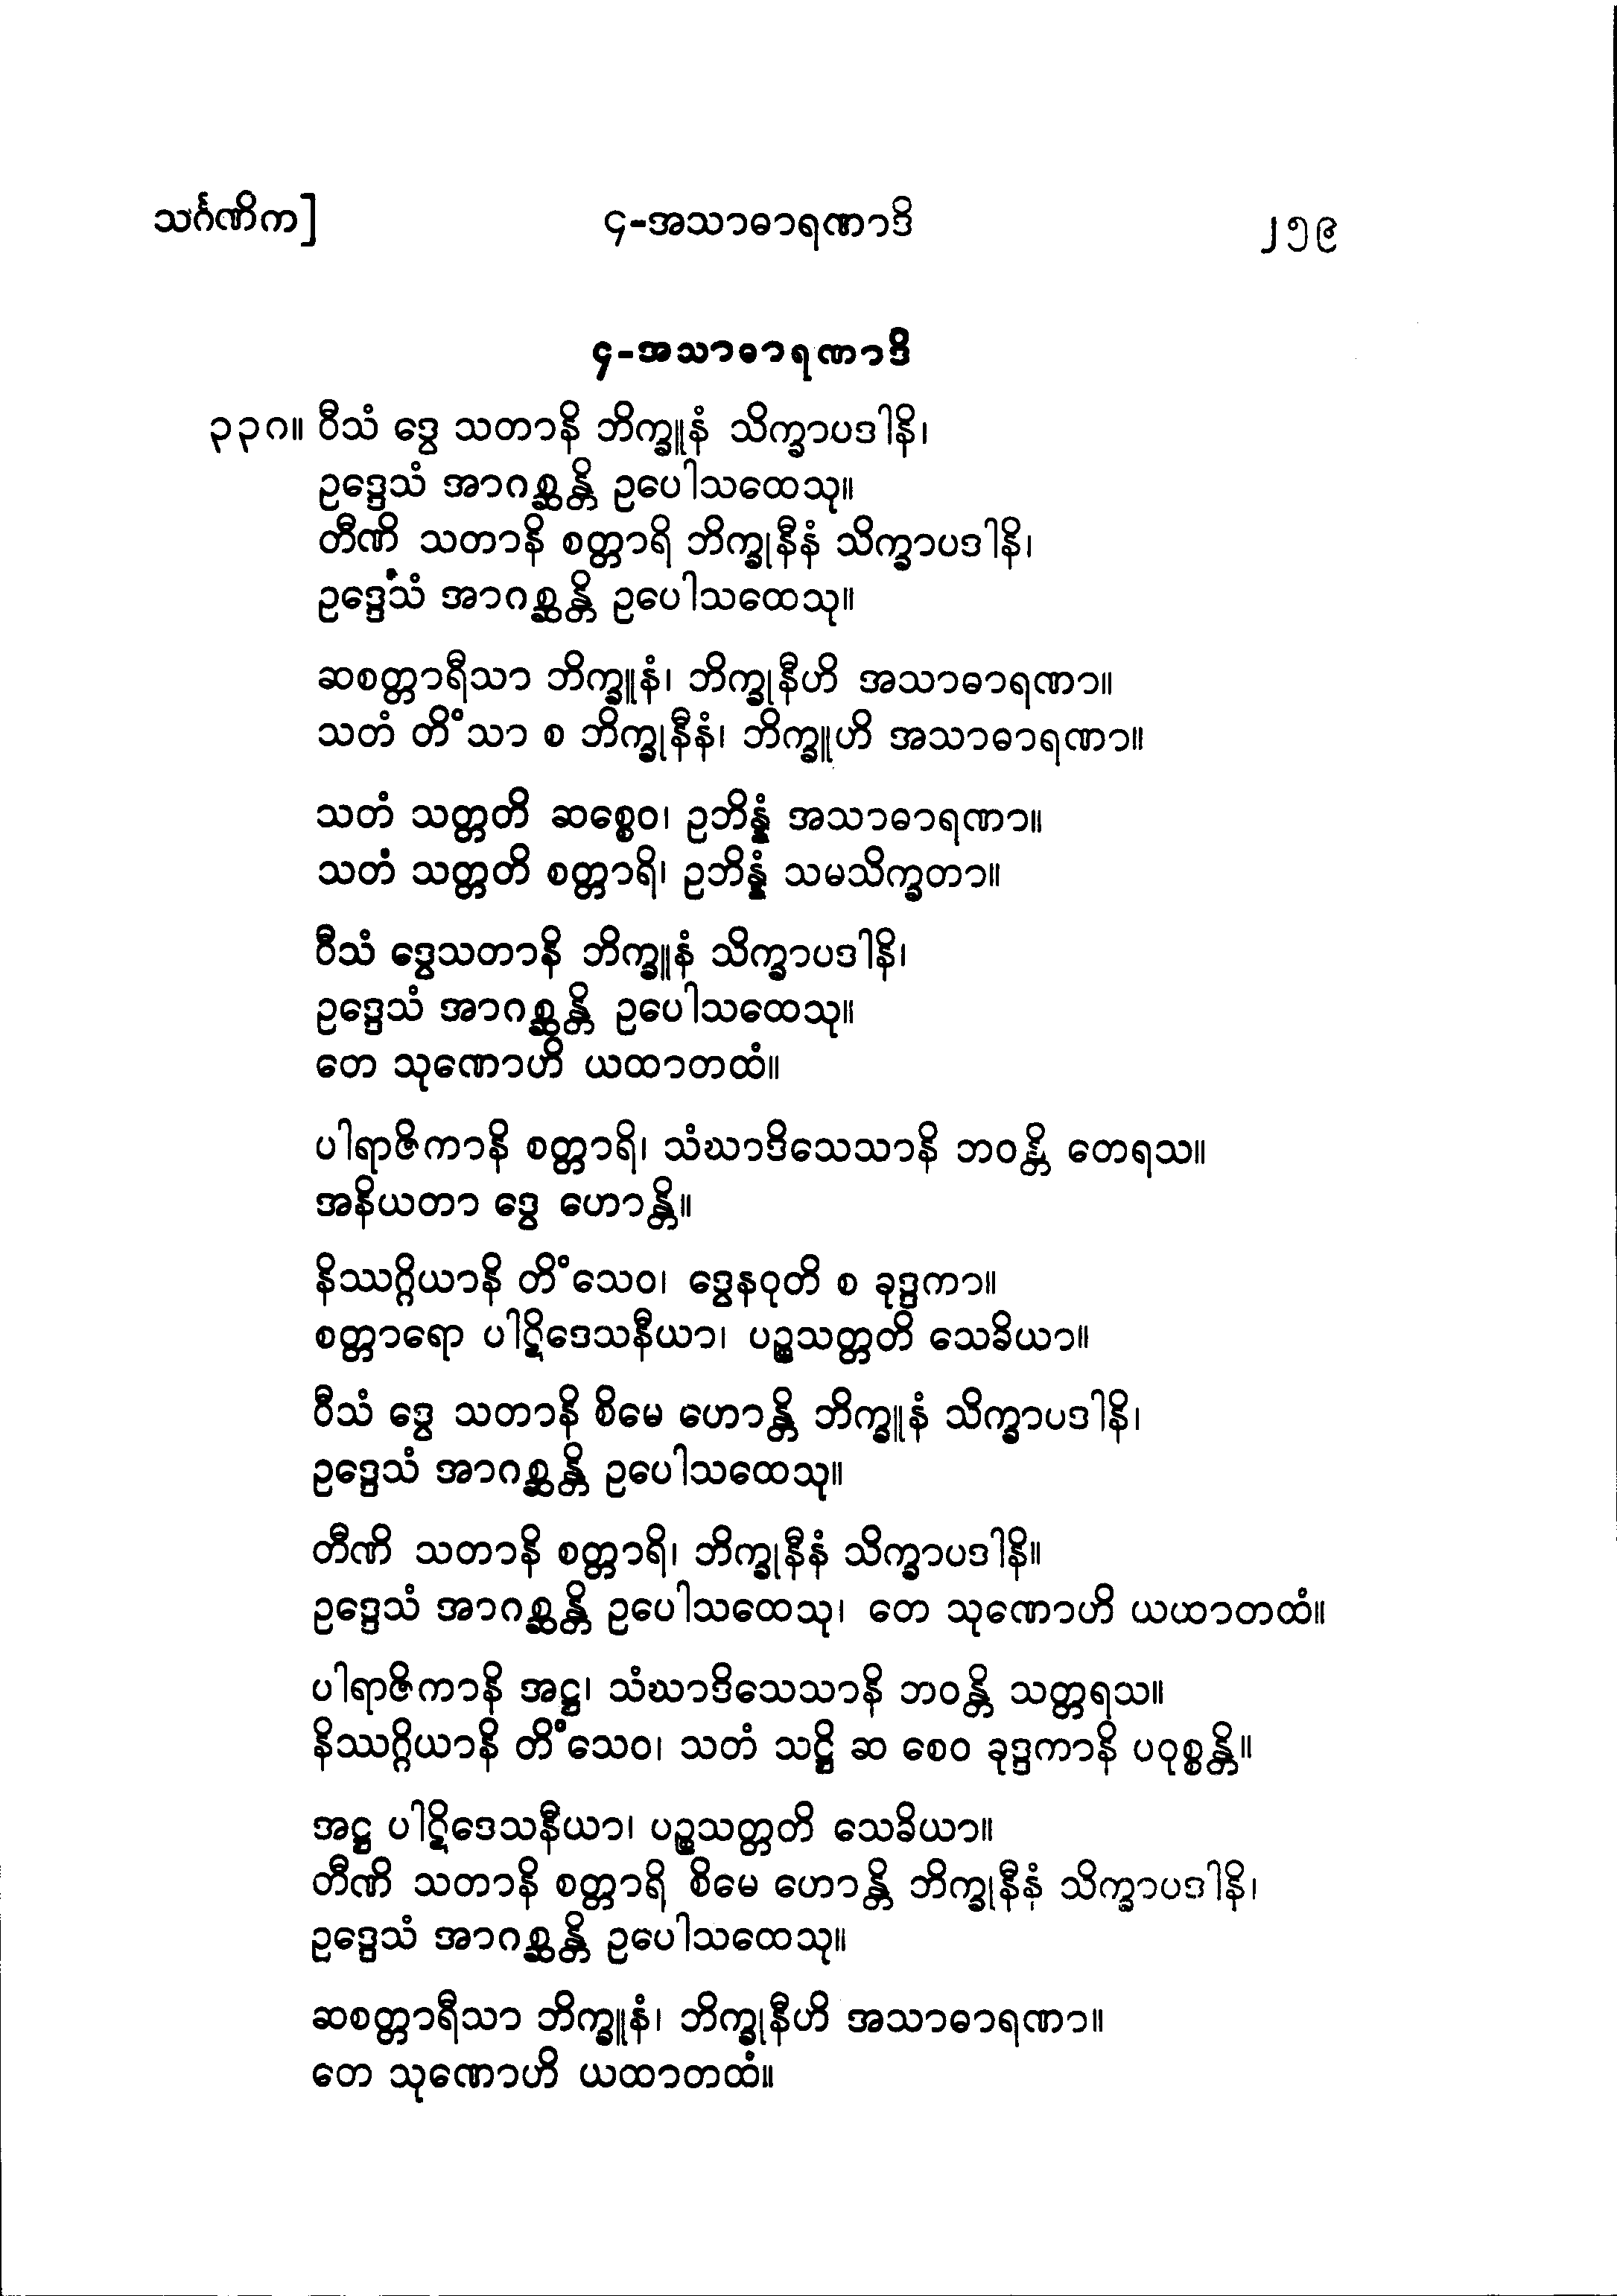 သင်္ဂဏိက]
၄-အသာဓာရဏာဒိ
၂၅၉
၄-အသာဓာရဏာဒိ
၃၃၈။ ဝီသံ ဒွေ သတာနိ ဘိက္ခူနံ သိက္ခာပဒါနိ၊
ဥဒ္ဒေသံ အာဂစ္ဆန္တိ ဥပေါသထေသု။
တီဏိ သတာနိ စတ္တာရိ ဘိက္ခုနီနံ သိက္ခာပဒါနိ၊
ဥဒ္ဒေသံ အာဂစ္ဆန္တိ ဥပေါသထေသု။
ဆစတ္တာရီသာ ဘိက္ခူနံ၊ ဘိက္ခုနီဟိ အသာဓာရဏာ။
သတံ တိံသာ စ ဘိက္ခုနီနံ၊ ဘိက္ခူဟိ အသာဓာရဏာ။
သတံ သတ္တတိ ဆစ္စေဝ၊ ဥဘိန္နံ အသာဓာရဏာ။
သတံ သတ္တတိ စတ္တာရိ၊ ဥဘိန္နံ သမသိက္ခတာ။
ဝီသံ ဒွေသတာနိ ဘိက္ခူနံ သိက္ခာပဒါနိ၊
ဥဒ္ဒေသံ အာဂစ္ဆန္တိ ဥပေါသထေသု။
တေ သုဏောဟိ ယထာတထံ။
ပါရာဇိကာနိ စတ္တာရိ၊ သံဃာဒိသေသာနိ ဘဝန္တိ တေရသ။
အနိယတာ ဒွေ ဟောန္တိ။
နိဿဂ္ဂိယာနိ တိံသေဝ၊ ဒွေနဝုတိ စ ခုဒ္ဒကာ။
စတ္တာရော ပါဋိဒေသနီယာ၊ ပဉ္စသတ္တတိ သေခိယာ။
ဝီသံ ဒွေ သတာနိ စိမေ ဟောန္တိ ဘိက္ခူနံ သိက္ခာပဒါနိ၊
ဥဒ္ဒေသံ အာဂစ္ဆန္တိ ဥပေါသထေသု။
တီဏိ သတာနိ စတ္တာရိ၊ ဘိက္ခုနီနံ သိက္ခာပဒါနိ။
ဥဒ္ဒေသံ အာဂစ္ဆန္တိ ဥပေါသထေသု၊ တေ သုဏောဟိ ယထာတထံ။
ပါရာဇိကာနိ အဋ္ဌ၊ သံဃာဒိသေသာနိ ဘဝန္တိ သတ္တရသ။
နိဿဂ္ဂိယာနိ တိံသေဝ၊ သတံ သဋ္ဌိ ဆ စေဝ ခုဒ္ဒကာနိ ပဝုစ္စန္တိ။
အဋ္ဌ ပါဋိဒေသနီယာ၊ ပဉ္စသတ္တတိ သေခိယာ။
တီဏိ သတာနိ စတ္တာရိ စိမေ ဟောန္တိ ဘိက္ခုနီနံ သိက္ခာပဒါနိ၊
ဥဒ္ဒေသံ အာဂစ္ဆန္တိ ဥပေါသထေသု။
ဆစတ္တာရီသာ ဘိက္ခူနံ၊ ဘိက္ခုနီဟိ အသာဓာရဏာ။
တေ သုဏောဟိ ယထာတထံ။